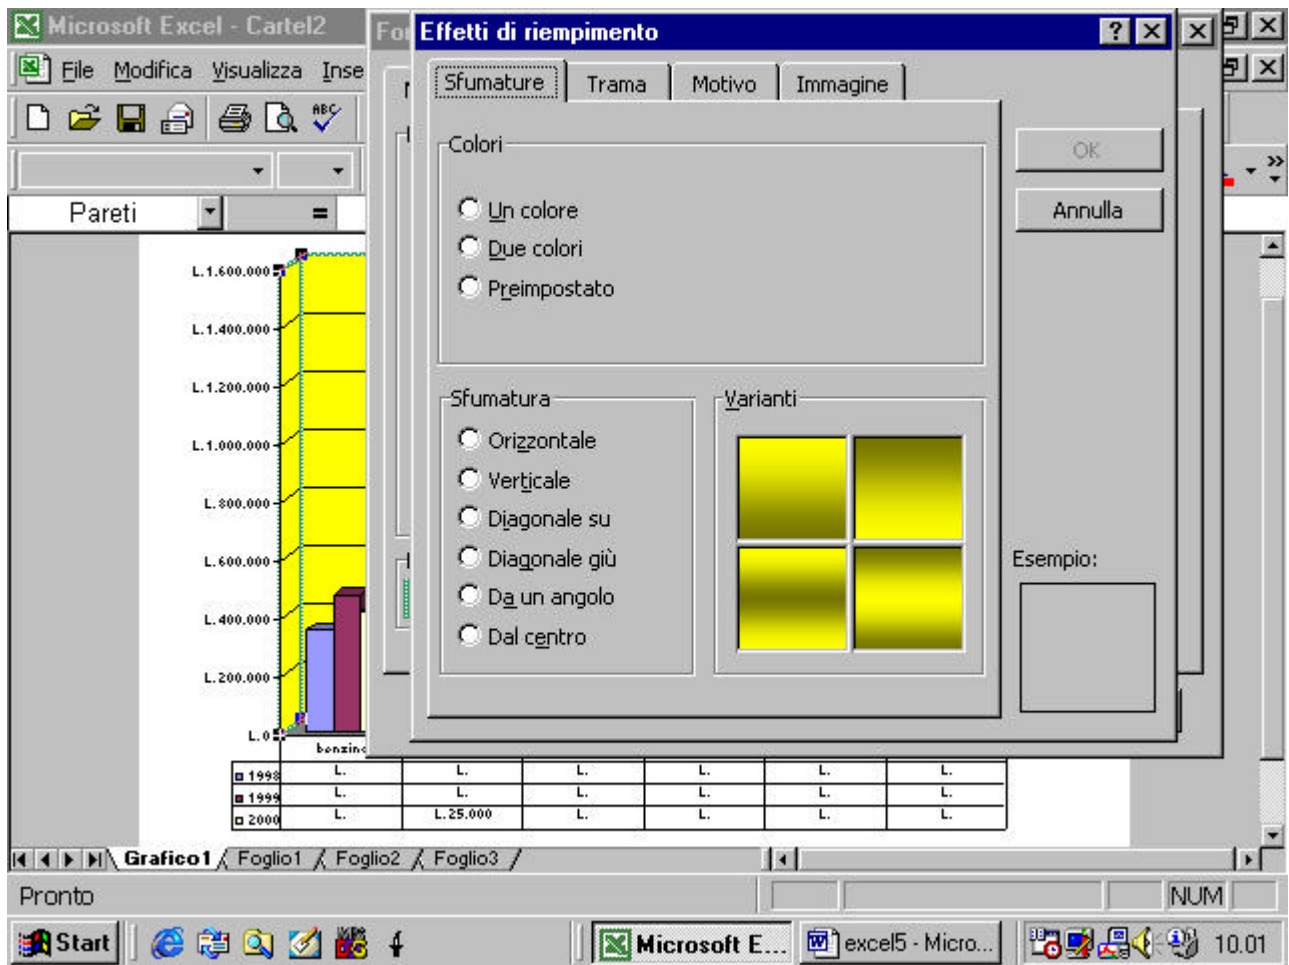 Microsoft Excel - Cartel2
For
Effetti di riempimento
File Modifica Visualizza Inse
Sfumature Trama Motivo Immagine
ABC
Colori
OK
Pareti =
Un colore
Annulla
Due colori
Preimpostato
L.1.600.000
L.1.400.000
L.1.200.000
L.1.000.000
L.800.000
L.600.000
L.400.000
L.200.000
L.0
Sfumatura
Varianti
Orizzontale
Verticale
Diagonale su
Diagonale giù
Da un angolo
Dal centro
Esempio:
benzina
1998 L. L. L. L. L. L.
1999 L. L. L. L. L. L.
2000 L. L.25.000 L. L. L. L.
Grafico1 Foglio1 Foglio2 Foglio3
Pronto
NUM
Start
Microsoft E...
excel5 - Micro...
10.01